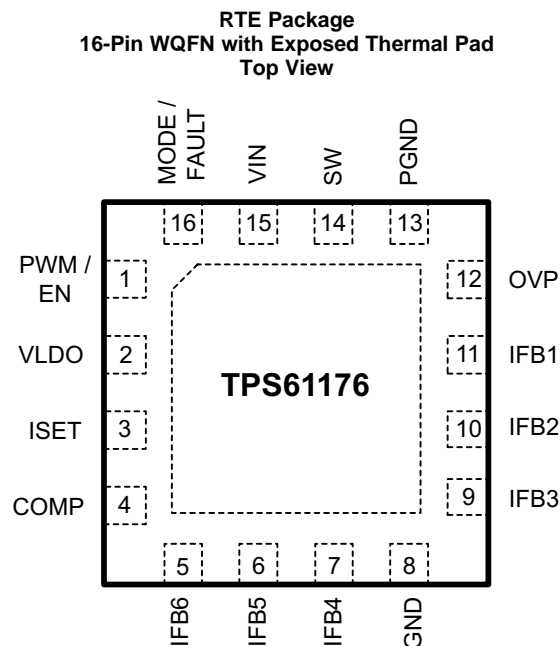 RTE Package
16-Pin WQFN with Exposed Thermal Pad
Top View
MODE /
FAULT
VIN
SW
PGND
16
15
14
13
PWM /
EN
1
12
OVP
VLDO
2
11
IFB1
TPS61176
ISET
3
10
IFB2
COMP
4
9
IFB3
5
6
7
8
IFB6
IFB5
IFB4
GND